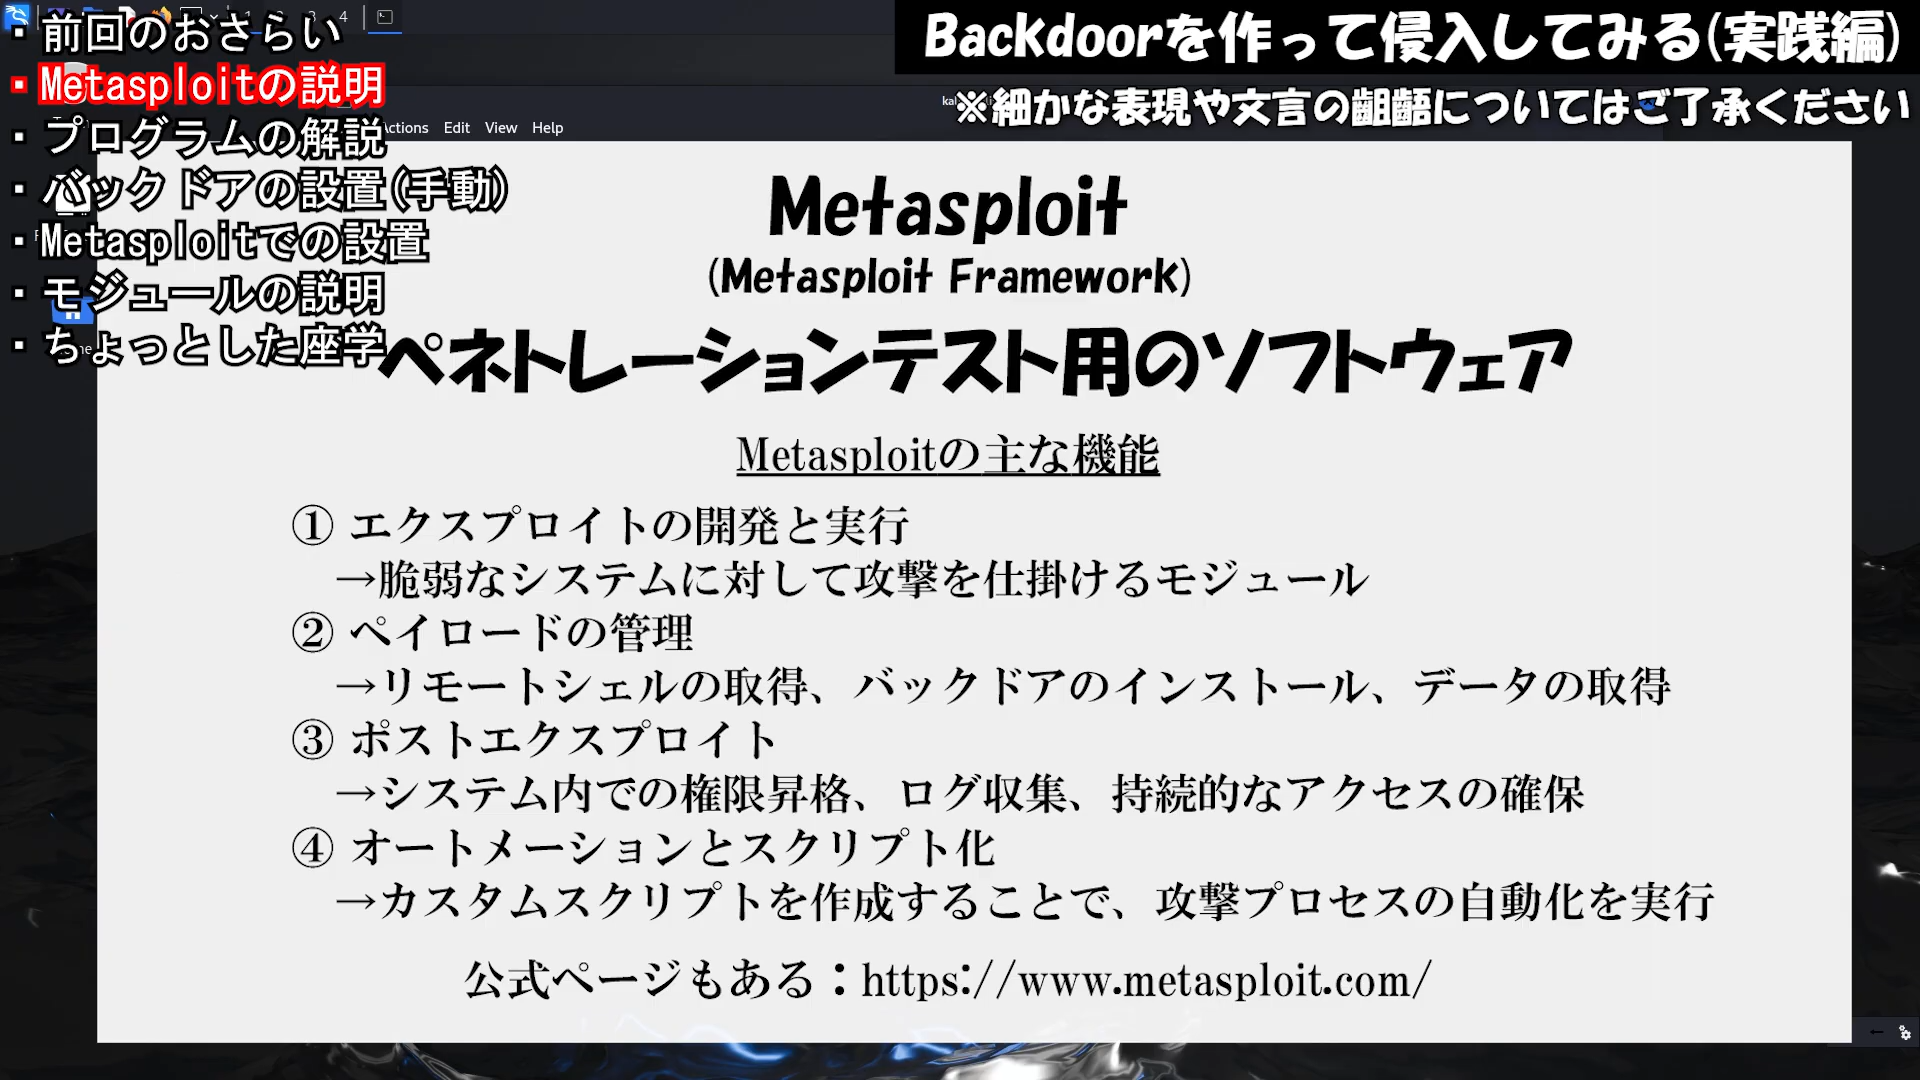 Backdoorを作って侵入してみる(実践編)
※細かな表現や文言の齟齬についてはご了承ください
・前回のおさらい
・Metasploitの説明
・プログラムの解説
・バックドアの設置(手動)
・Metasploitでの設置
・モジュールの説明
・ちょっとした座学
4
Edit View Help
Metasploit
(Metasploit Framework)
ペネトレーションテスト用のソフトウェア
Metasploitの主な機能
① エクスプロイトの開発と実行
→脆弱なシステムに対して攻撃を仕掛けるモジュール
② ペイロードの管理
→リモートシェルの取得、バックドアのインストール、データの取得
③ ポストエクスプロイト
→システム内での権限昇格、ログ収集、持続的なアクセスの確保
④ オートメーションとスクリプト化
→カスタムスクリプトを作成することで、攻撃プロセスの自動化を実行
公式ページもある：https://www.metasploit.com/